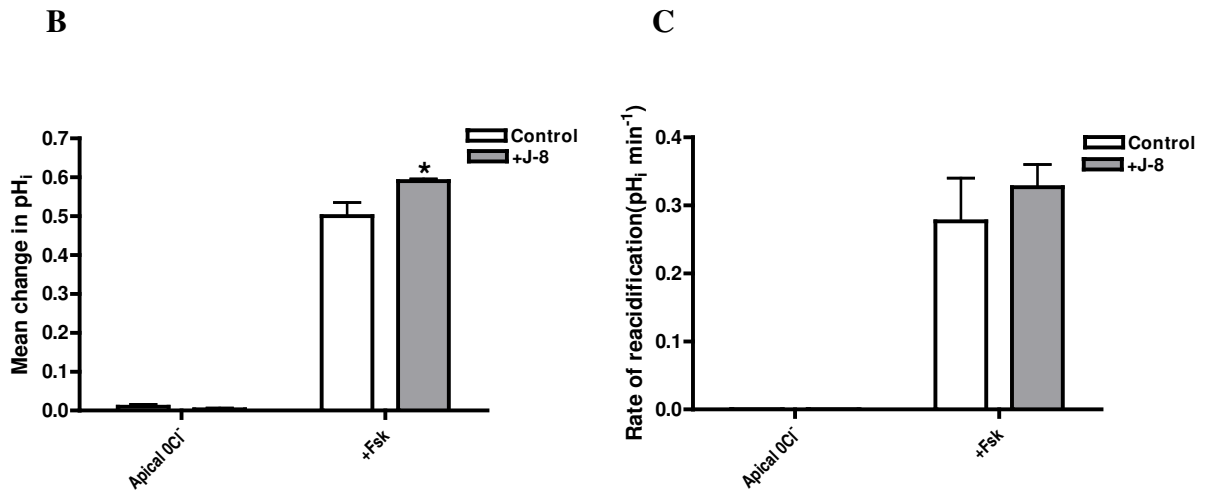 B
Mean change in pHi
0.7
0.6
0.5
0.4
0.3
0.2
0.1
0.0
Control
+J-8
*
Apical 0Cl-
+Fsk
C
Rate of reacidification(pHi min-1)
0.4
0.3
0.2
0.1
0.0
Control
+J-8
Apical 0Cl-
+Fsk